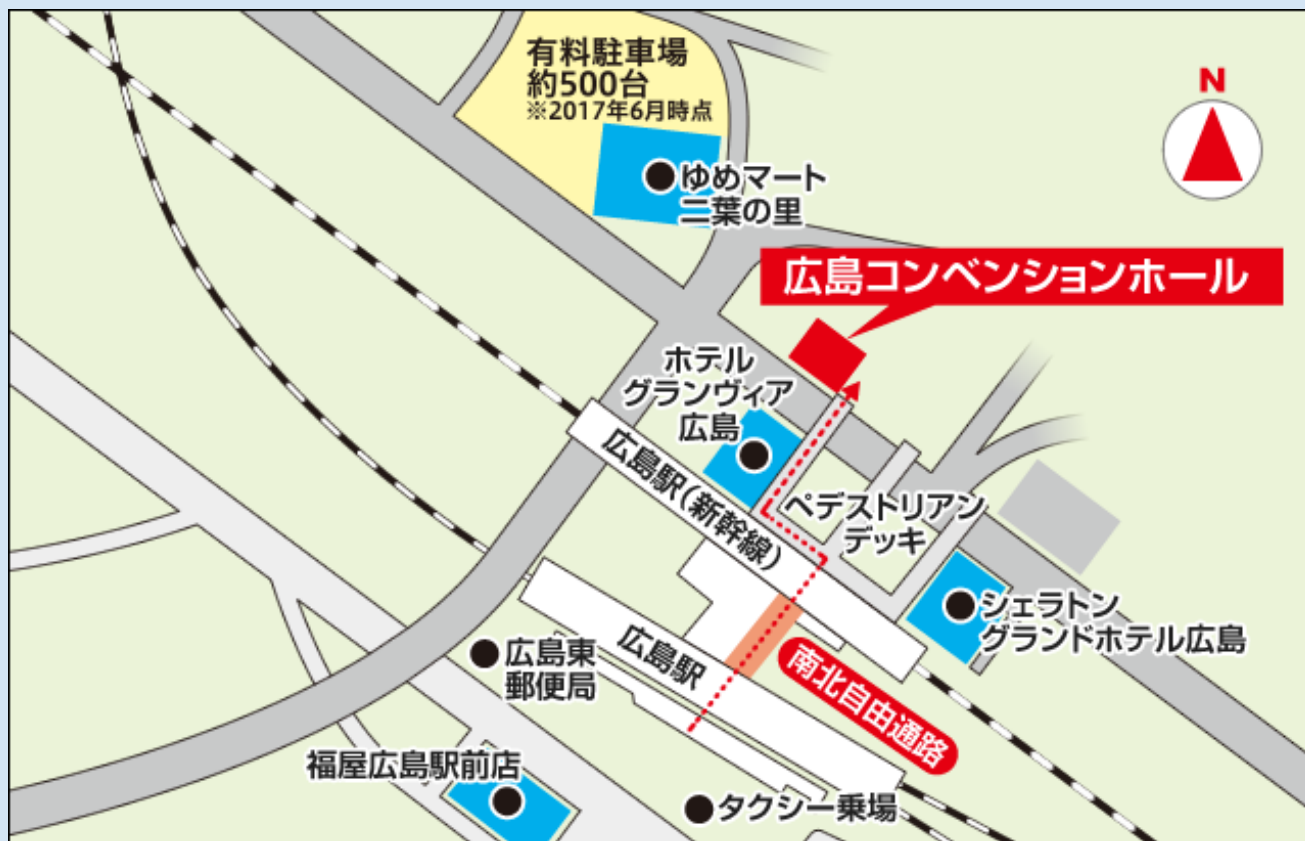 有料駐車場
約500台
※2017年6月時点
N
ゆめマート
二葉の里
広島コンベンションホール
ホテル
グランヴィア
広島
広島駅(新幹線)
ペデストリアン
デッキ
シェラトン
グランドホテル広島
広島駅
広島東
郵便局
南北自由通路
福屋広島駅前店
タクシー乗場